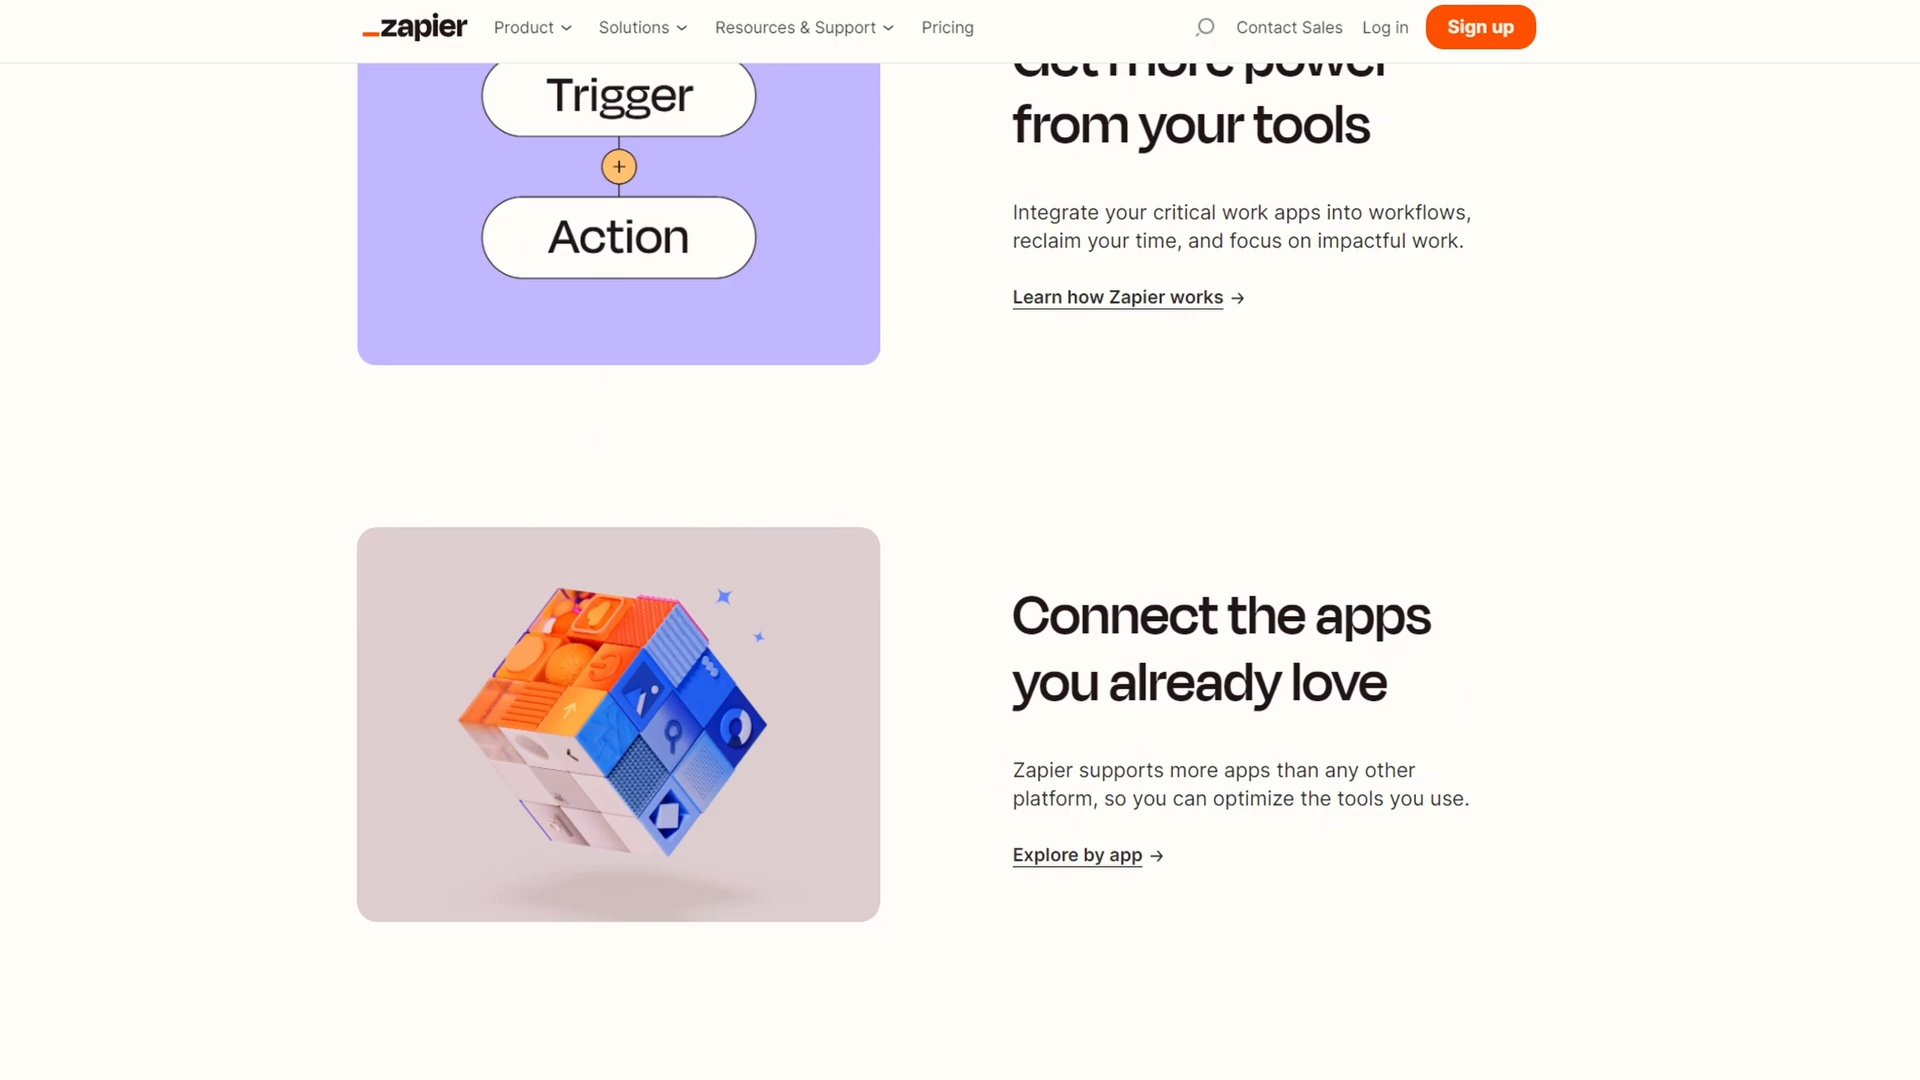 zapier
Product
Solutions
Resources & Support
Pricing
Contact Sales
Log in
Sign up
Trigger
+
Action
Get more power
from your tools
Integrate your critical work apps into workflows,
reclaim your time, and focus on impactful work.
Learn how Zapier works →
Connect the apps
you already love
Zapier supports more apps than any other
platform, so you can optimize the tools you use.
Explore by app →